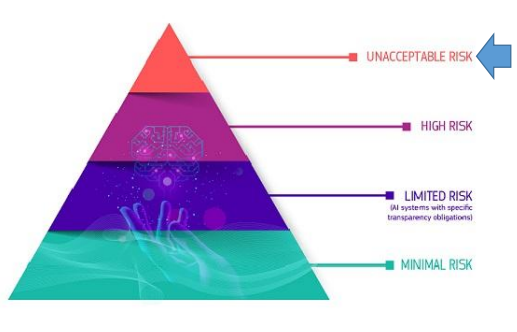 UNACCEPTABLE RISK
HIGH RISK
LIMITED RISK
(AI systems with specific
transparency obligations)
MINIMAL RISK